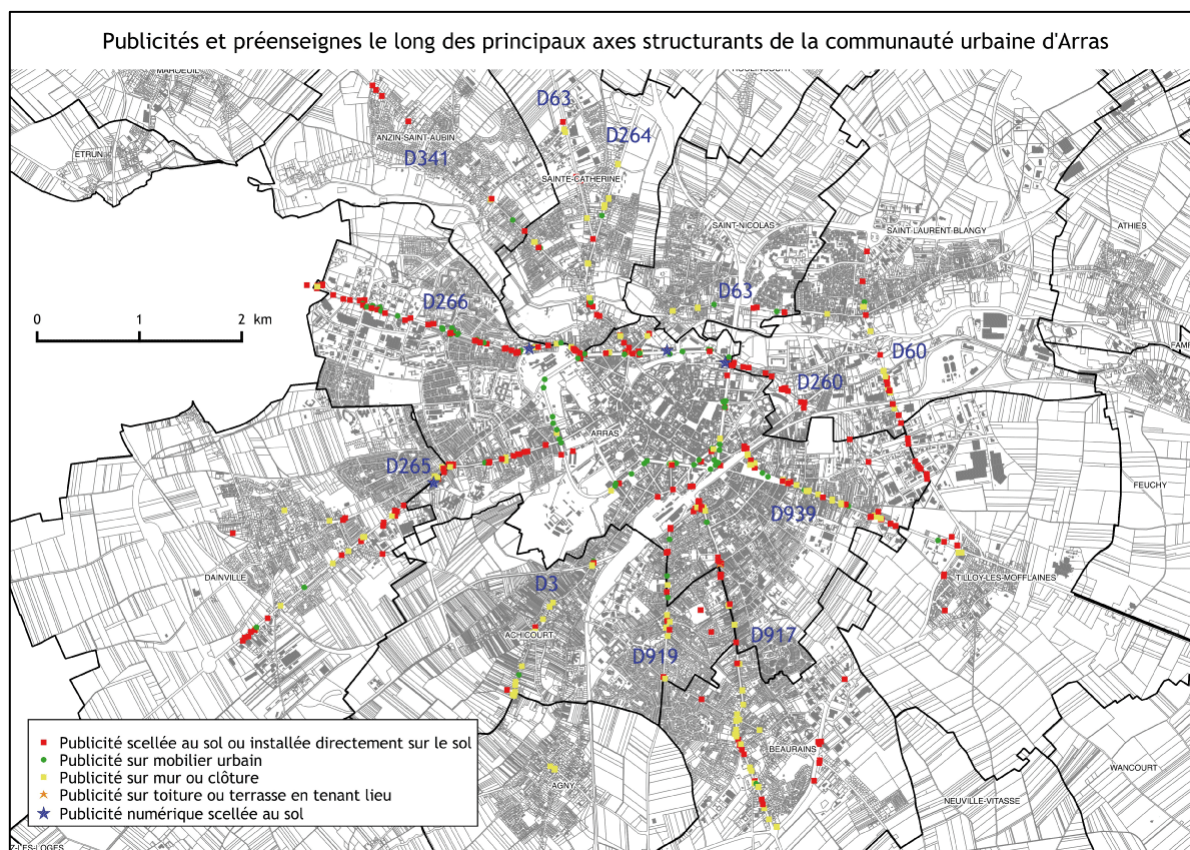 Publicités et préenseignes le long des principaux axes structurants de la communauté urbaine d'Arras
MAROEUIL
ROCLINCOURT
D63
ANZIN-SAINT-AUBIN
D264
ETRUN
D341
SAINTE-CATHERINE
SAINT-NICOLAS
SAINT-LAURENT-BLANGY
ATHIES
D266
D63
0 1 2 km
D60
D260
ARRAS
D265
FEUCHY
D939
DAINVILLE
D3
TILLOY-LES-MOFFLAINES
ACHICOURT
D919
D917
BEAURAINS
AGNY
WANCOURT
NEUVILLE-VITASSE
Publicité scellée au sol ou installée directement sur le sol
Publicité sur mobilier urbain
Publicité sur mur ou clôture
Publicité sur toiture ou terrasse en tenant lieu
Publicité numérique scellée au sol
Z-LES-LOGES